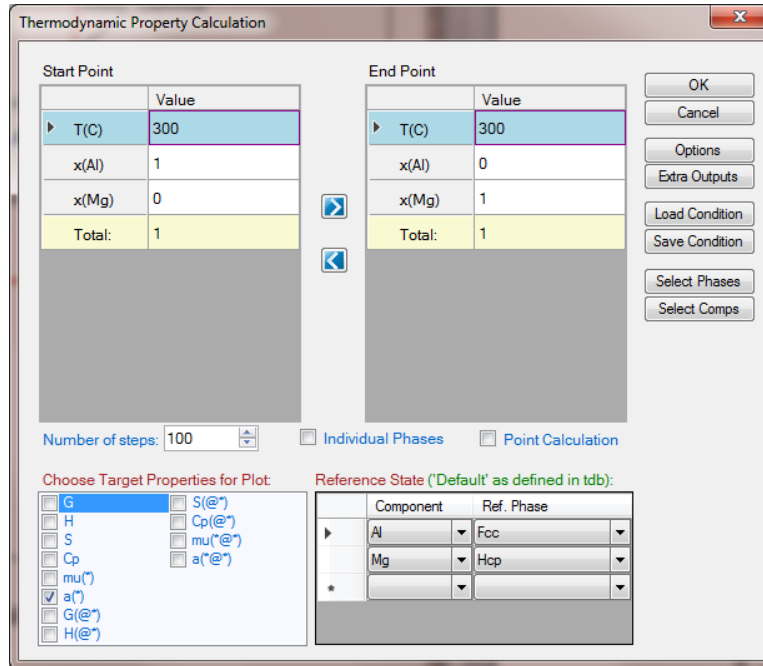 Thermodynamic Property Calculation
Start Point
Value
T(C) 300
x(Al) 1
x(Mg) 0
Total: 1
End Point
Value
T(C) 300
x(Al) 0
x(Mg) 1
Total: 1
OK
Cancel
Options
Extra Outputs
Load Condition
Save Condition
Select Phases
Select Comps
Number of steps: 100
Individual Phases
Point Calculation
Choose Target Properties for Plot:
G
H
S
Cp
mu(*)
a(*)
G(@*)
H(@*)
S(@*)
Cp(@*)
mu(*@*)
a(*@*)
Reference State ('Default' as defined in tdb):
Component Ref. Phase
Al Fcc
Mg Hcp
*